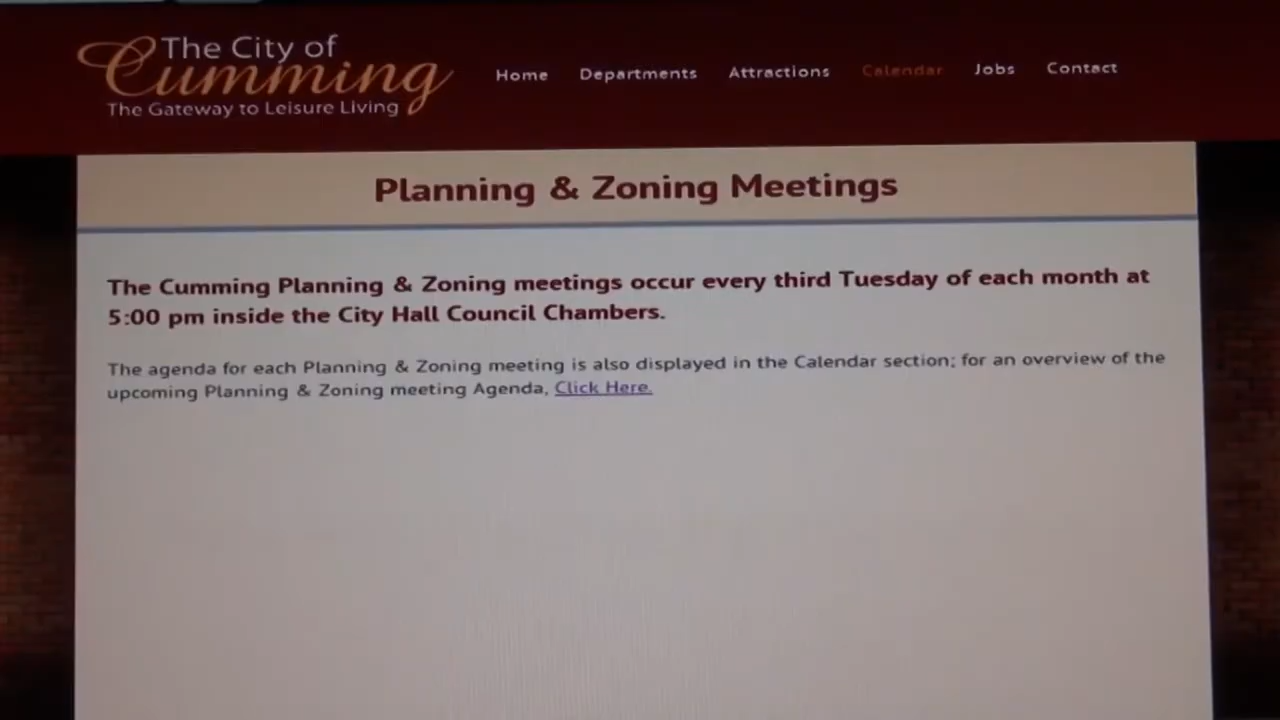 The City of
Cumming
The Gateway to Leisure Living
Home Departments Attractions Calendar Jobs Contact
Planning & Zoning Meetings
The Cumming Planning & Zoning meetings occur every third Tuesday of each month at
5:00 pm inside the City Hall Council Chambers.
The agenda for each Planning & Zoning meeting is also displayed in the Calendar section; for an overview of the
upcoming Planning & Zoning meeting Agenda, Click Here.